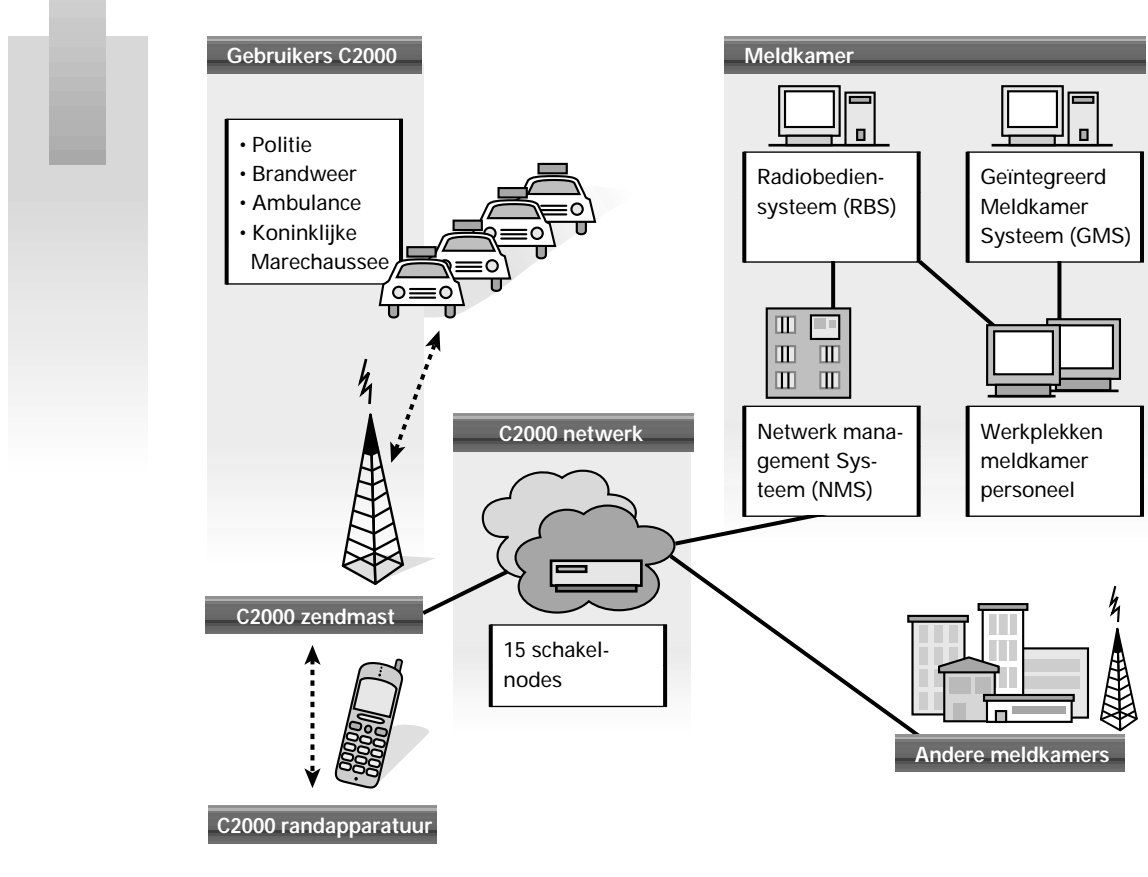 Gebruikers C2000
• Politie
• Brandweer
• Ambulance
• Koninklijke
Marechaussee
Meldkamer
Radiobedien-
systeem (RBS)
Geïntegreerd
Meldkamer
Systeem (GMS)
Netwerk mana-
gement Sys-
teem (NMS)
Werkplekken
meldkamer
personeel
C2000 netwerk
15 schakel-
nodes
C2000 zendmast
C2000 randapparatuur
Andere meldkamers